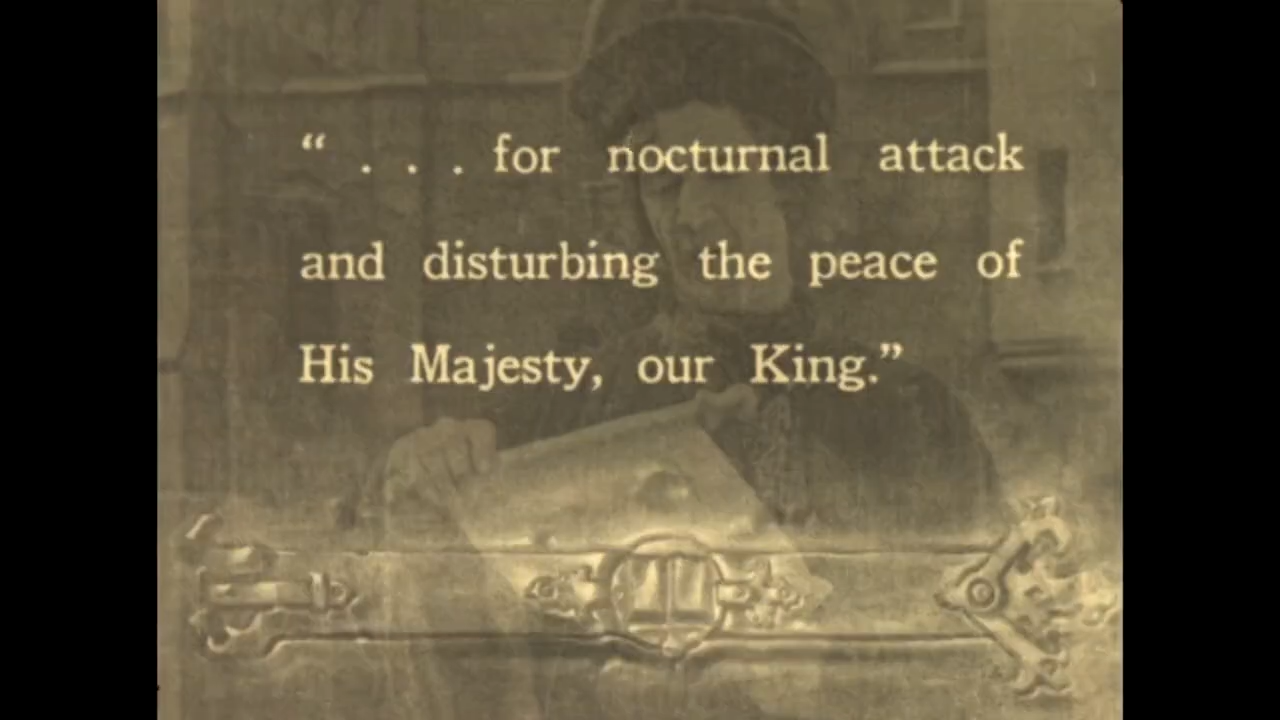 “ . . . for nocturnal attack
and disturbing the peace of
His Majesty, our King.”